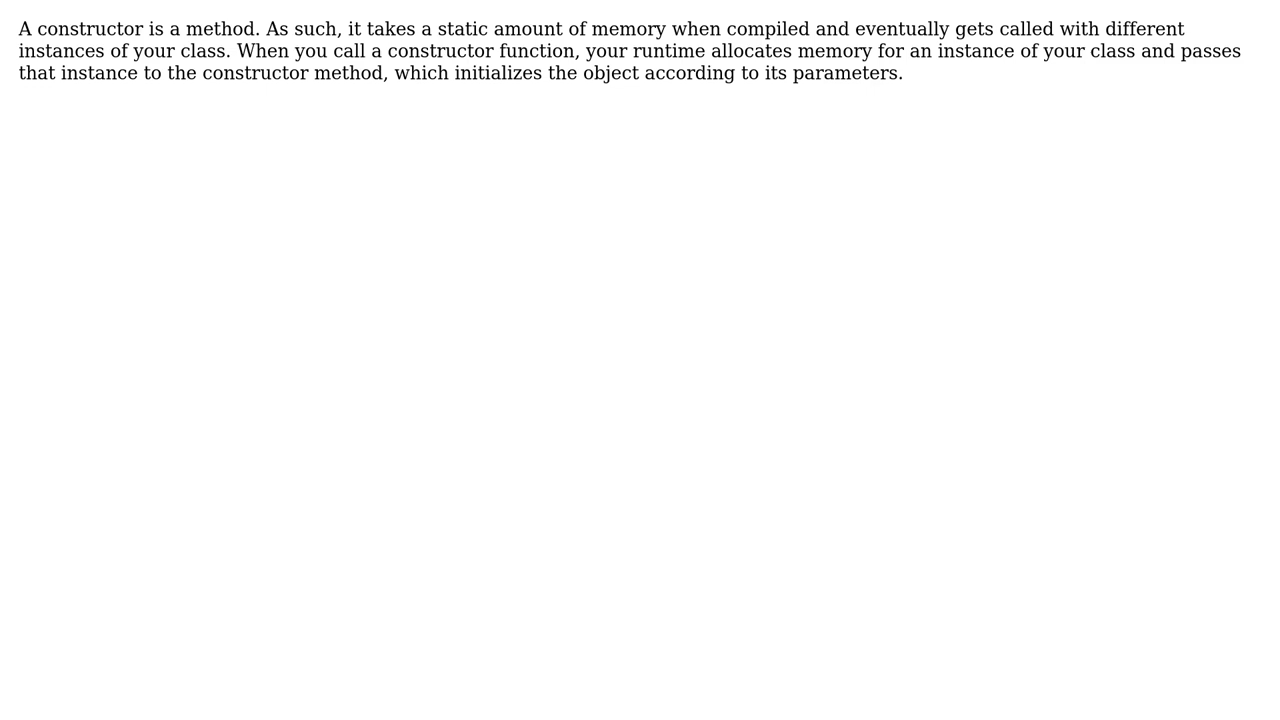 A constructor is a method. As such, it takes a static amount of memory when compiled and eventually gets called with different
instances of your class. When you call a constructor function, your runtime allocates memory for an instance of your class and passes
that instance to the constructor method, which initializes the object according to its parameters.